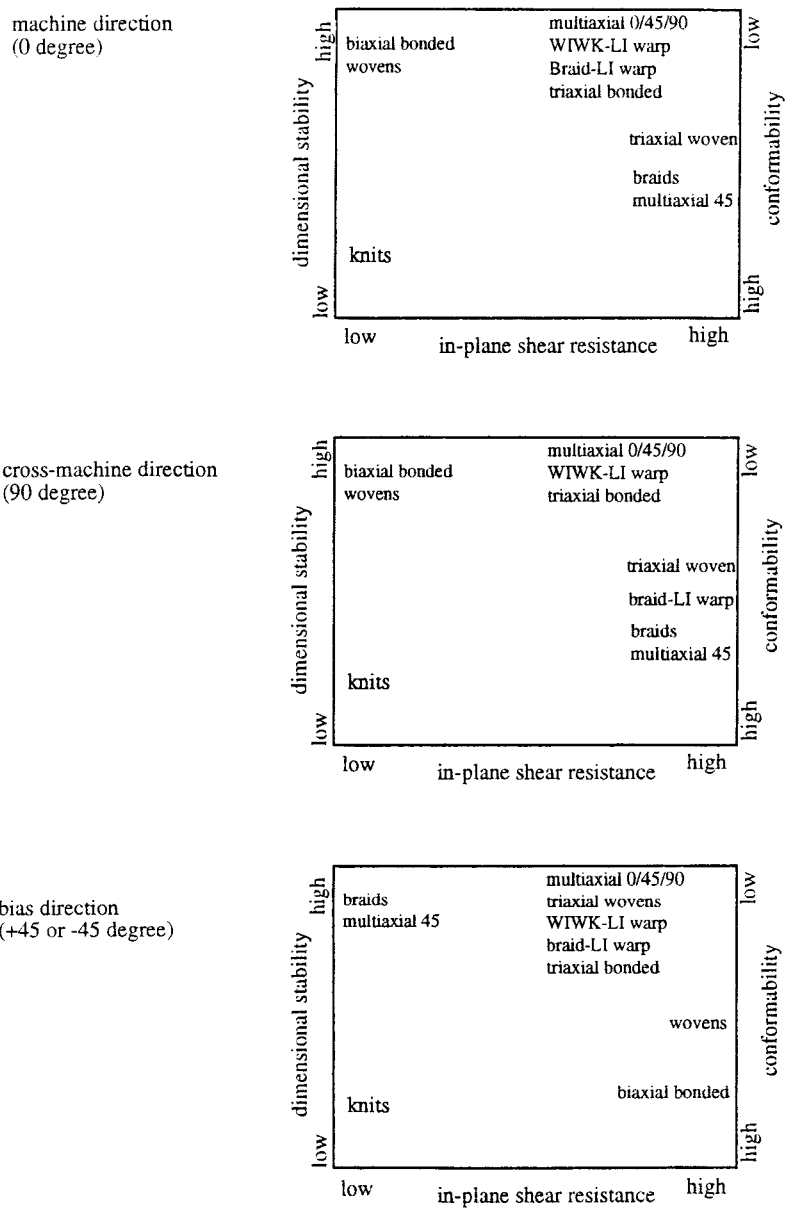 machine direction
(0 degree)
high
dimensional stability
low
biaxial bonded
wovens
multiaxial 0/45/90
WIWK-LI warp
Braid-LI warp
triaxial bonded
triaxial woven
braids
multiaxial 45
knits
low
conformability
high
low
in-plane shear resistance
high
cross-machine direction
(90 degree)
high
dimensional stability
low
biaxial bonded
wovens
multiaxial 0/45/90
WIWK-LI warp
triaxial bonded
triaxial woven
braid-LI warp
braids
multiaxial 45
knits
low
conformability
high
low
in-plane shear resistance
high
bias direction
(+45 or -45 degree)
high
dimensional stability
low
braids
multiaxial 45
multiaxial 0/45/90
triaxial wovens
WIWK-LI warp
braid-LI warp
triaxial bonded
wovens
biaxial bonded
knits
low
conformability
high
low
in-plane shear resistance
high